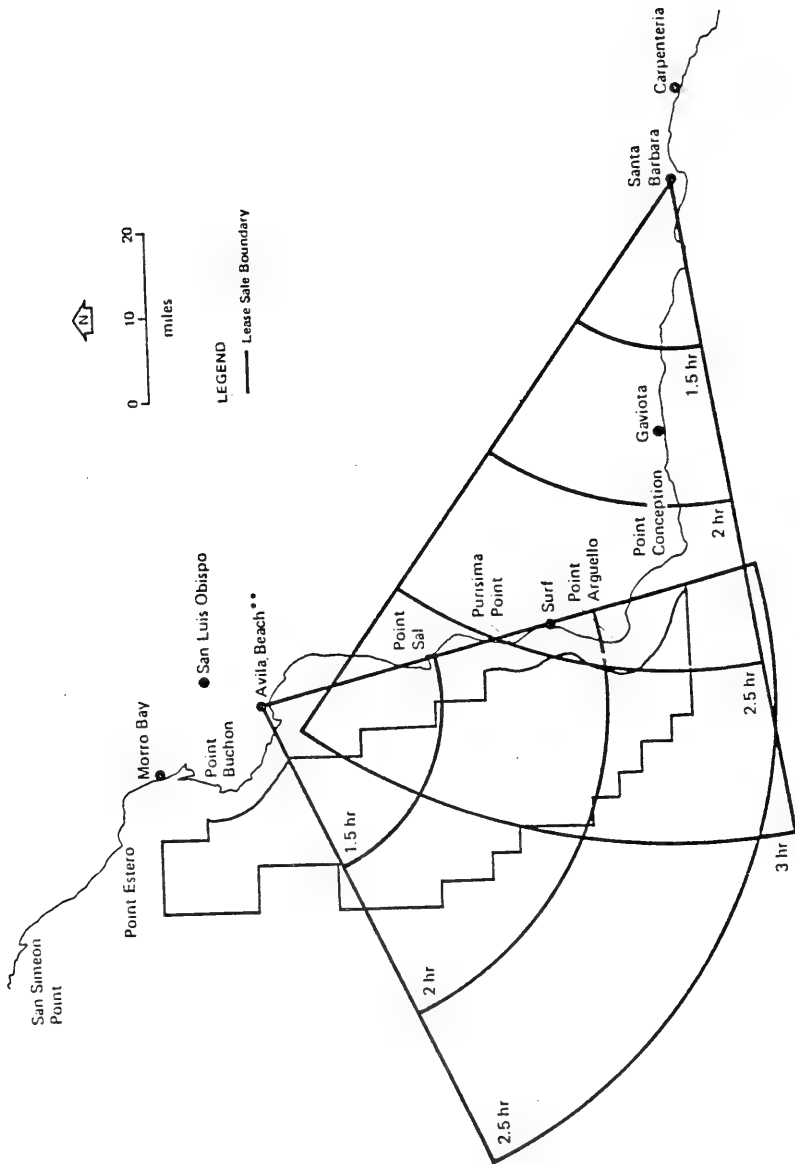 San Simeon
Point
Point Estero
Morro Bay
Point
Buchon
San Luis Obispo
Avila Beach**
Point
Sal
Purisima
Point
Surf
Point
Arguello
Point
Conception
Gaviota
Santa
Barbara
Carpenteria
N
0 10 20
miles
LEGEND
Lease Sale Boundary
1.5 hr
2 hr
2.5 hr
1.5 hr
2 hr
2.5 hr
3 hr